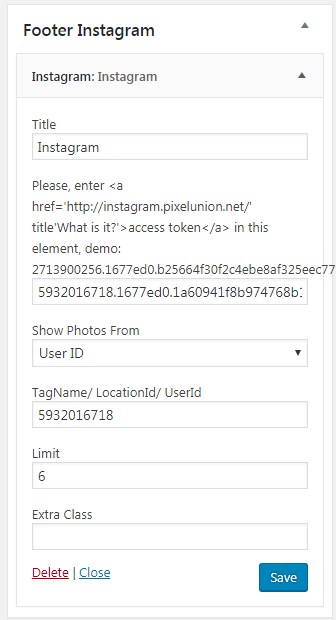 Footer Instagram
Instagram: Instagram
Title
Instagram
Please, enter <a
href='http://instagram.pixelunion.net/'
title'What is it?'>access token</a> in this
element, demo:
2713900256.1677ed0.b25664f30f2c4ebe8af325eec77
5932016718.1677ed0.1a60941f8b974768b1
Show Photos From
User ID
TagName/ LocationId/ UserId
5932016718
Limit
6
Extra Class
Delete | Close
Save